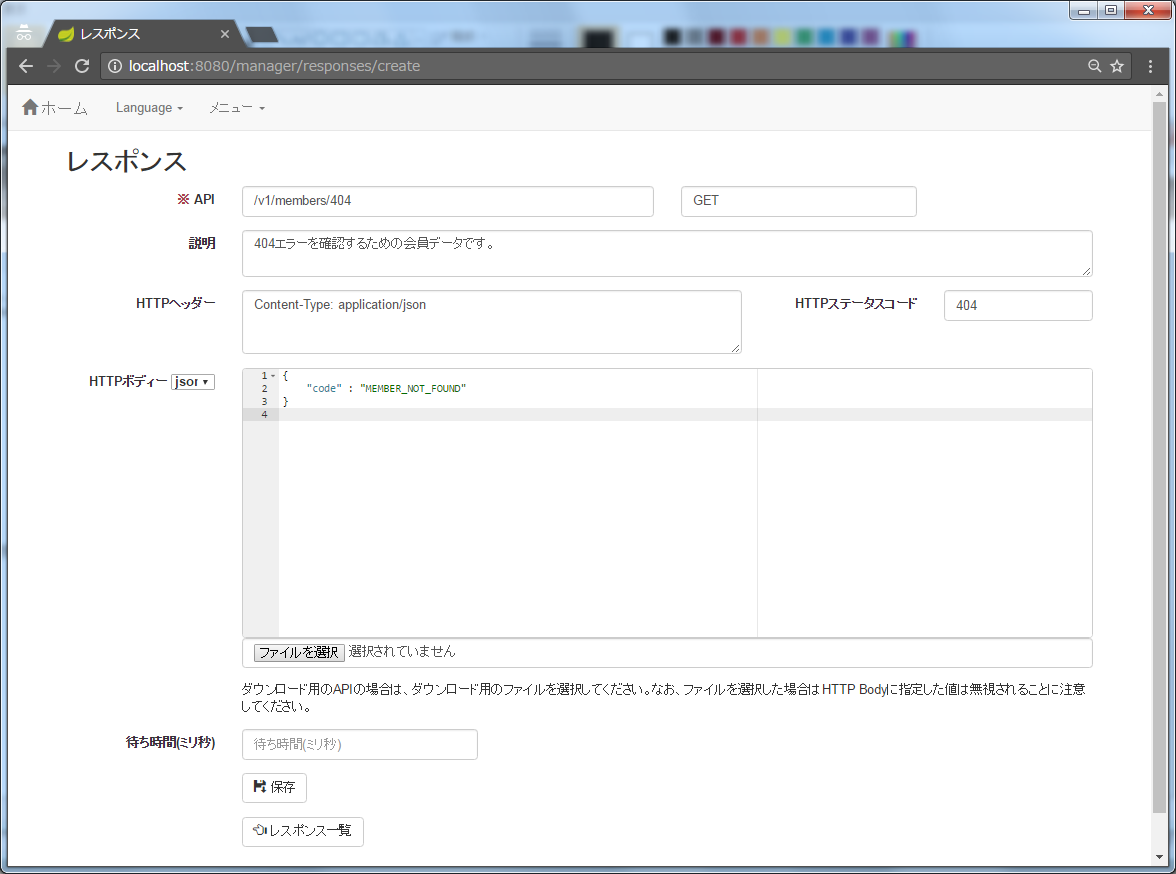 レスポンス
localhost:8080/manager/responses/create
ホーム Language メニュー
レスポンス
※ API /v1/members/404 GET
説明 404エラーを確認するための会員データです。
HTTPヘッダー Content-Type: application/json HTTPステータスコード 404
HTTPボディー jsor
1 {
2 "code" : "MEMBER_NOT_FOUND"
3 }
4
ファイルを選択 選択されていません
ダウンロード用のAPIの場合は、ダウンロード用のファイルを選択してください。なお、ファイルを選択した場合はHTTP Bodyに指定した値は無視されることに注意
してください。
待ち時間(ミリ秒) 待ち時間(ミリ秒)
保存
レスポンス一覧